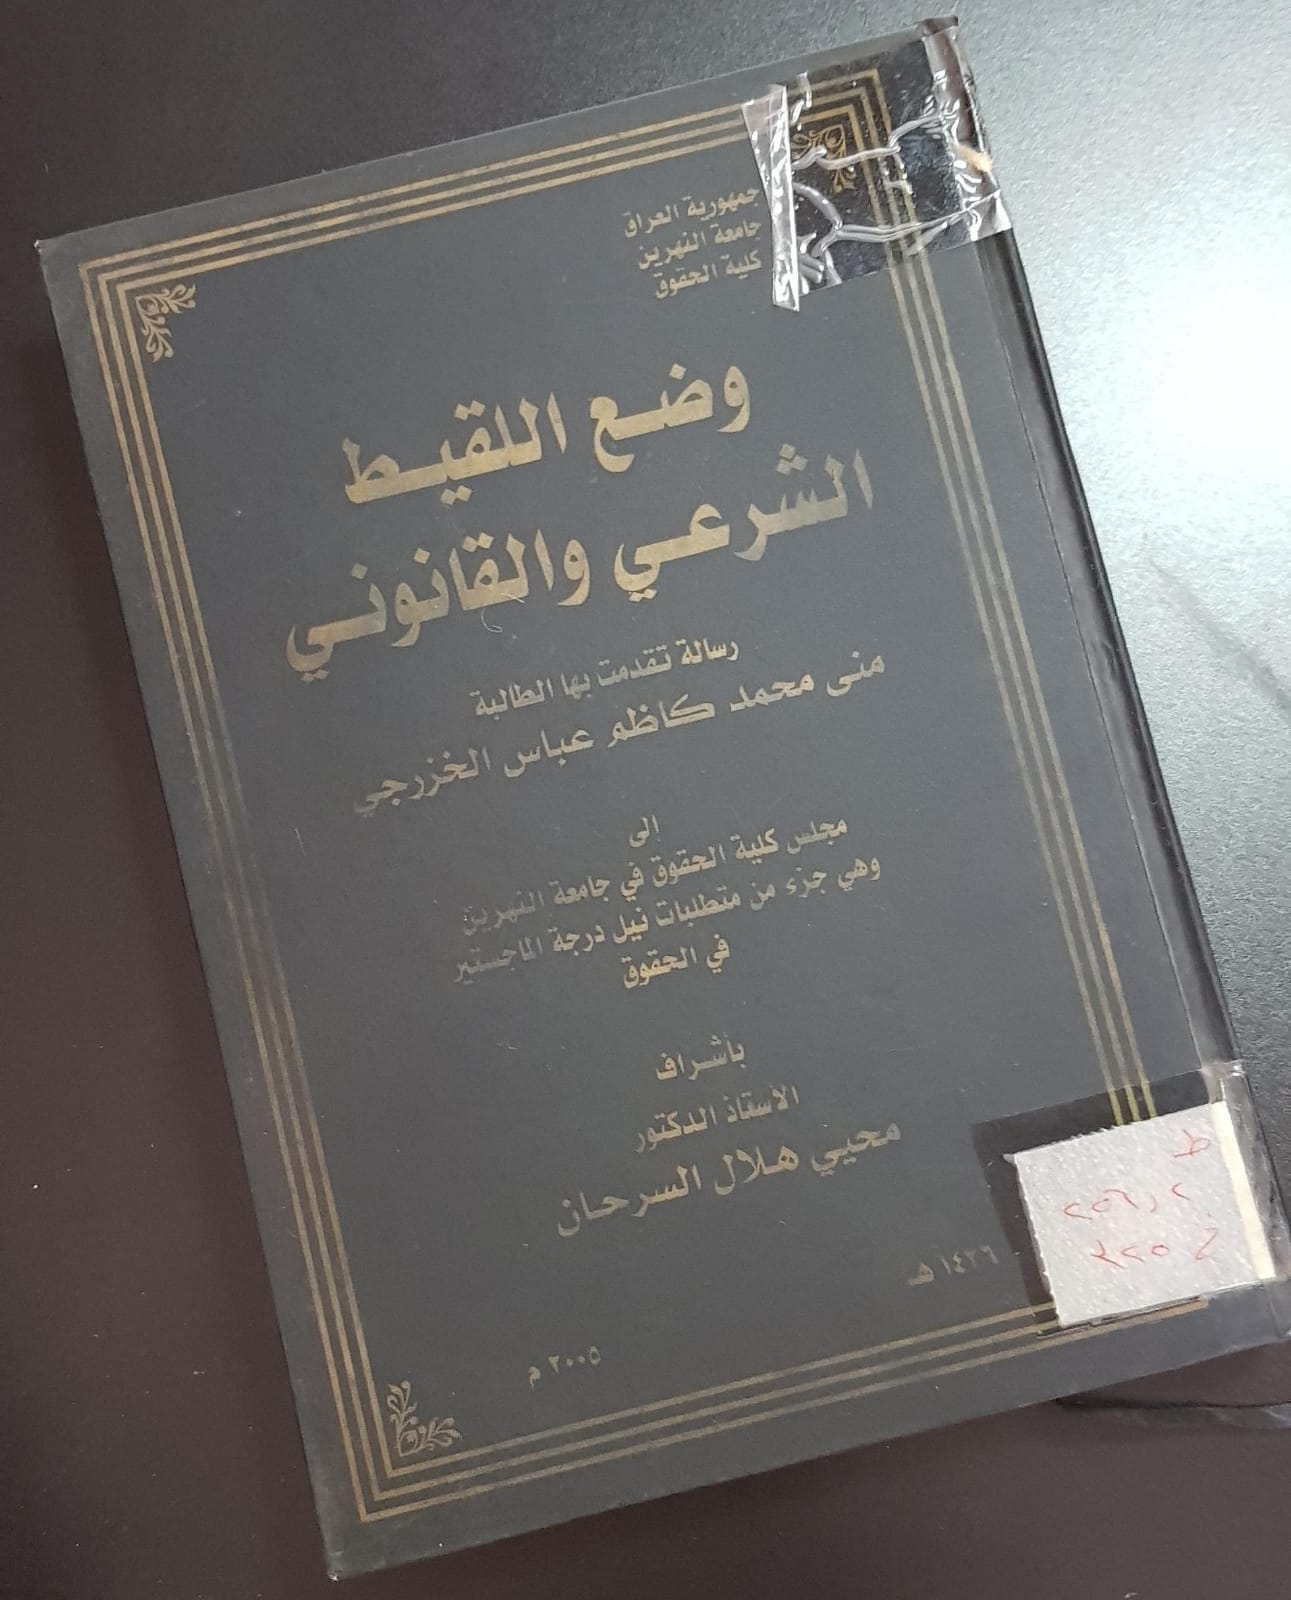 جمهورية العراق
جامعة النهرين
كلية الحقوق
وضع اللقيط
الشرعي والقانوني
رسالة تقدمت بها الطالبة
منى محمد كاظم عباس الخزرجي
إلى
مجلس كلية الحقوق في جامعة النهرين
وهي جزء من متطلبات نيل درجة الماجستير
في الحقوق
بأشراف
الأستاذ الدكتور
محيي هلال السرحان
١٤٢٦ هـ
٢٠٠٥ م
ط